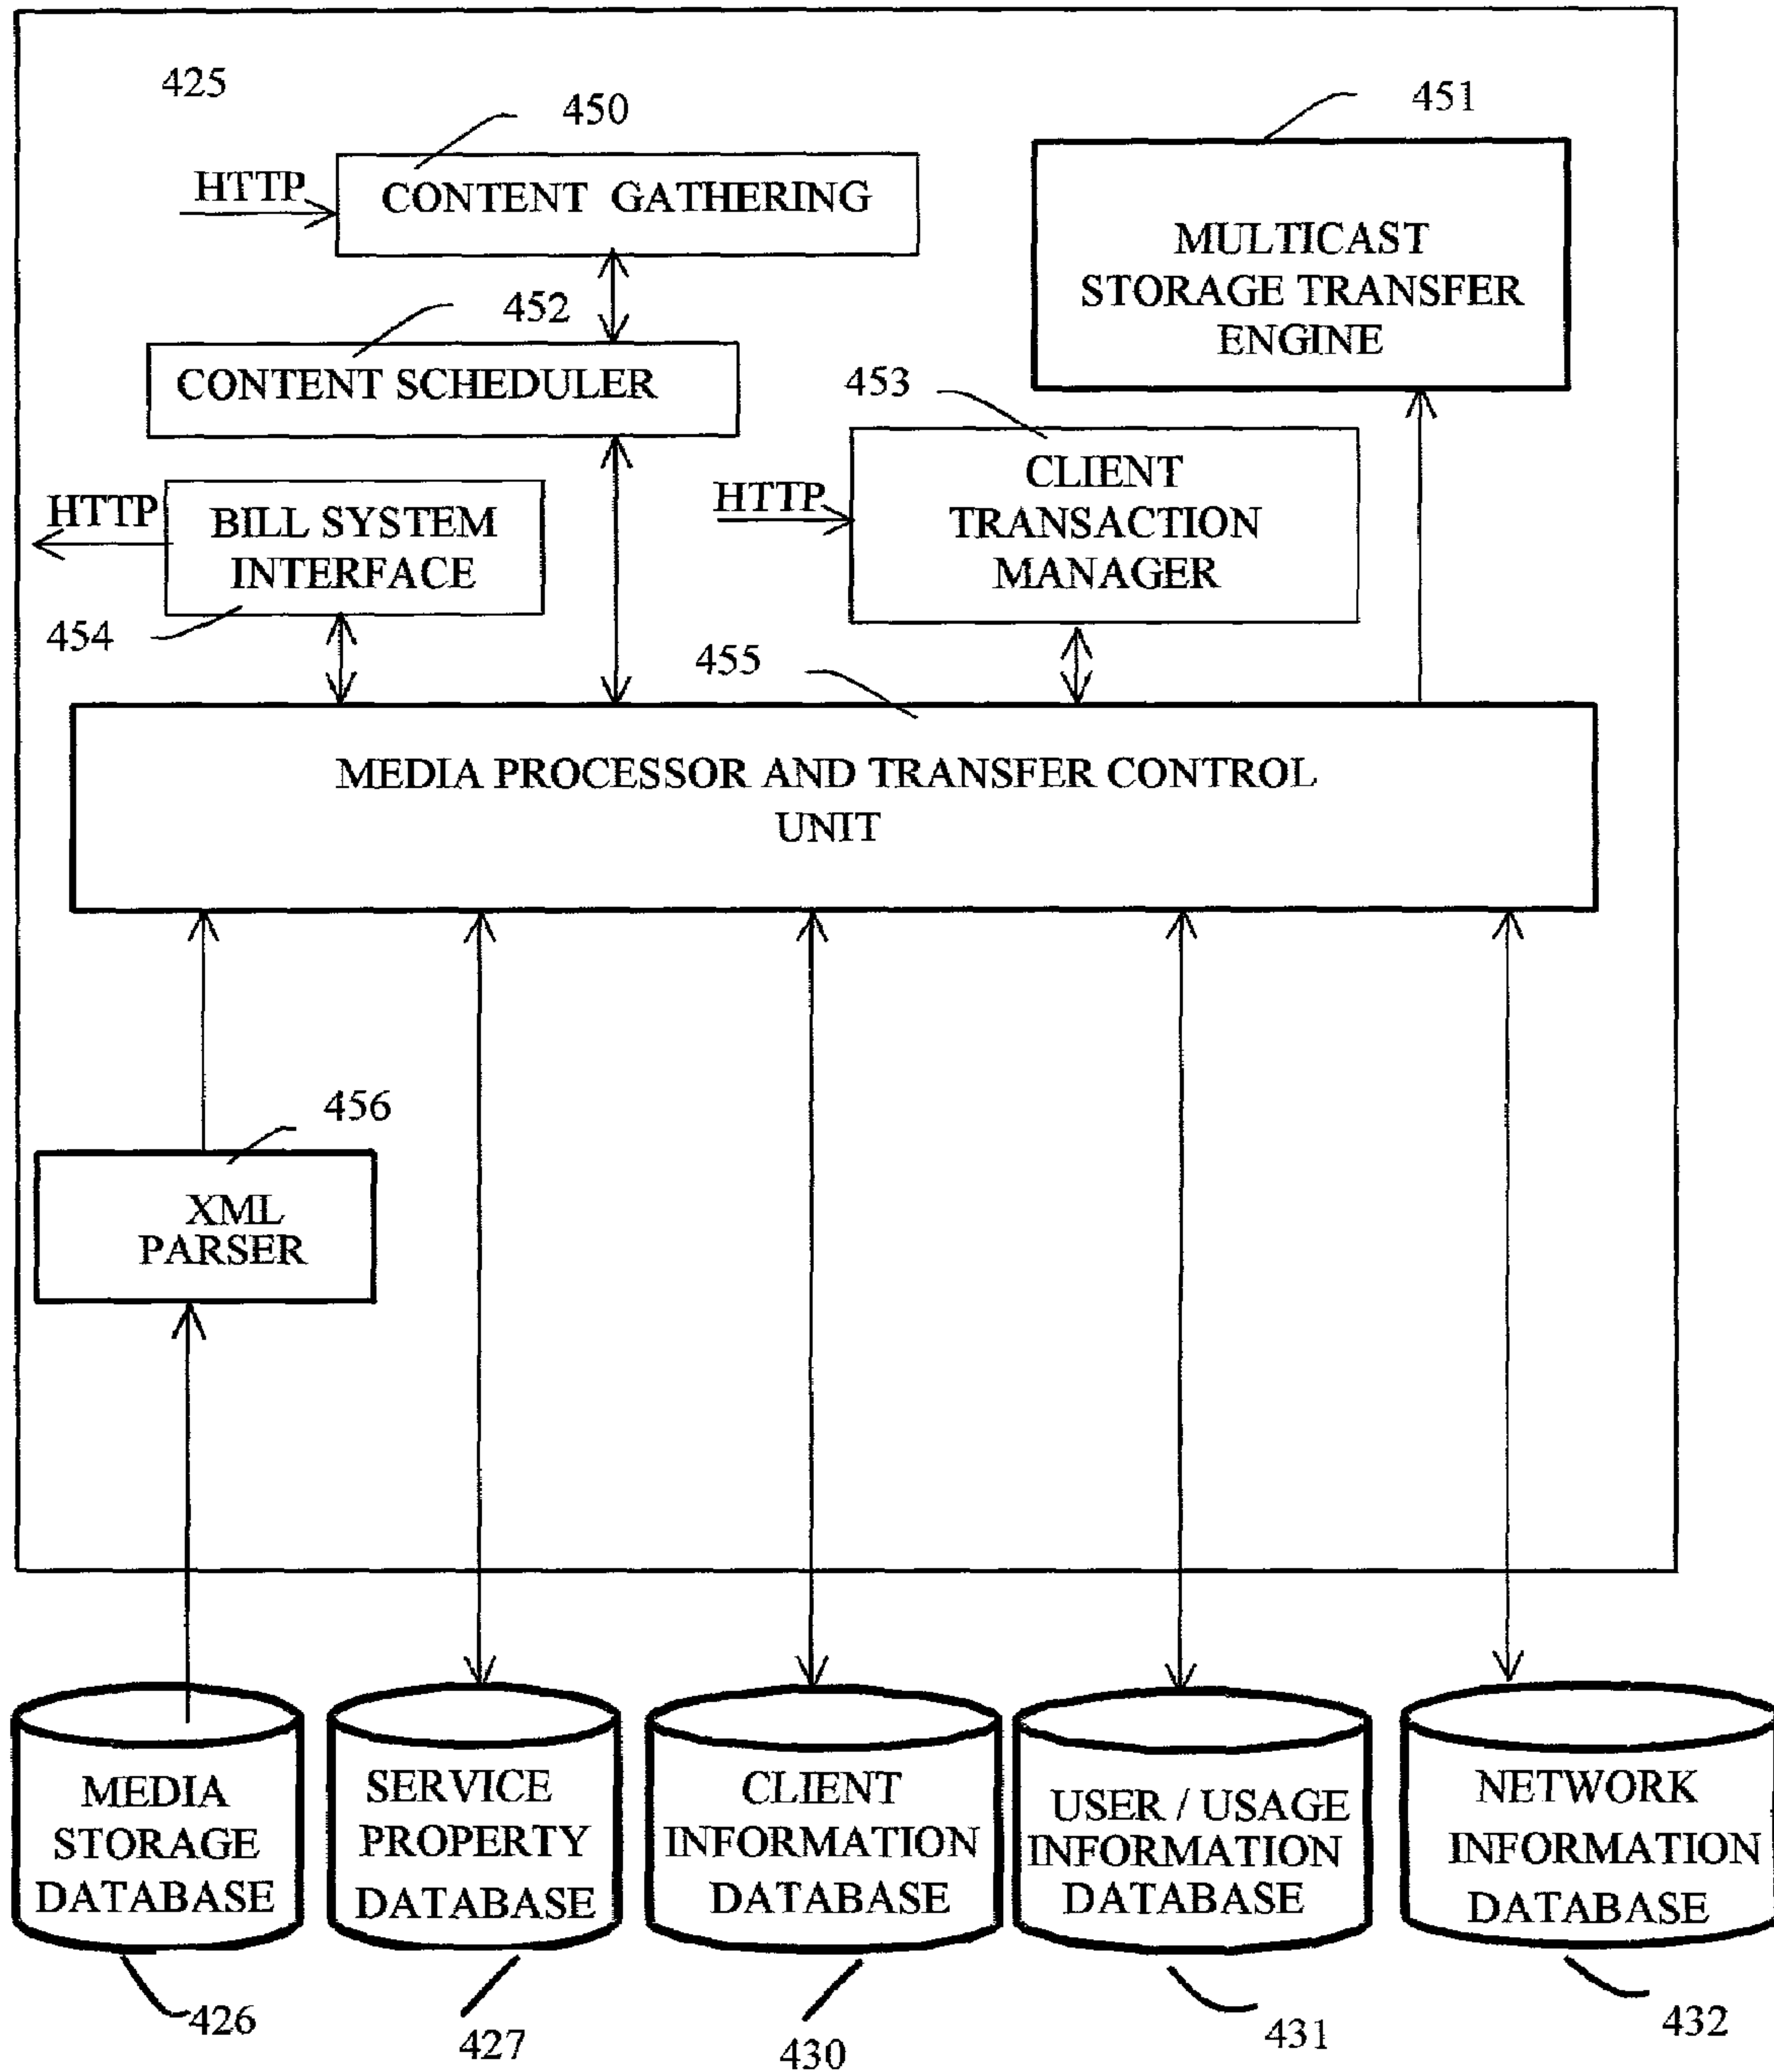 425
450
451
HTTP
CONTENT GATHERING
MULTICAST
STORAGE TRANSFER
ENGINE
452
CONTENT SCHEDULER
453
CLIENT
TRANSACTION
MANAGER
HTTP
HTTP
BILL SYSTEM
INTERFACE
454
455
MEDIA PROCESSOR AND TRANSFER CONTROL
UNIT
456
XML
PARSER
MEDIA
STORAGE
DATABASE
SERVICE
PROPERTY
DATABASE
CLIENT
INFORMATION
DATABASE
USER / USAGE
INFORMATION
DATABASE
NETWORK
INFORMATION
DATABASE
426
427
430
431
432